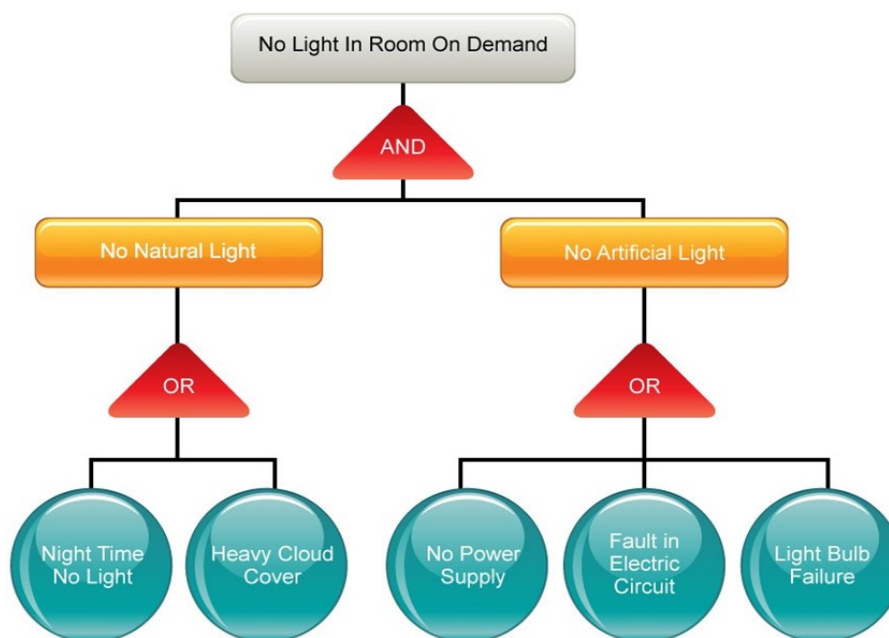 No Light In Room On Demand
AND
No Natural Light
No Artificial Light
OR
OR
Night Time
No Light
Heavy Cloud
Cover
No Power
Supply
Fault in
Electric
Circuit
Light Bulb
Failure